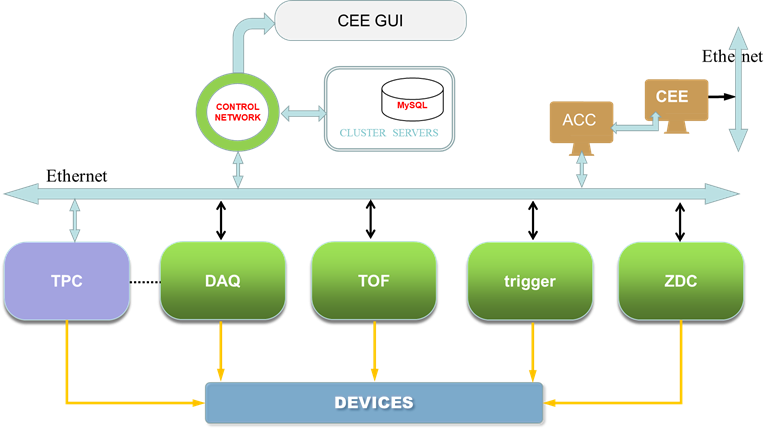 CEE GUI
Ethernet
CONTROL
NETWORK
MySQL
CLUSTER SERVERS
CEE
ACC
Ethernet
TPC
DAQ
TOF
trigger
ZDC
DEVICES